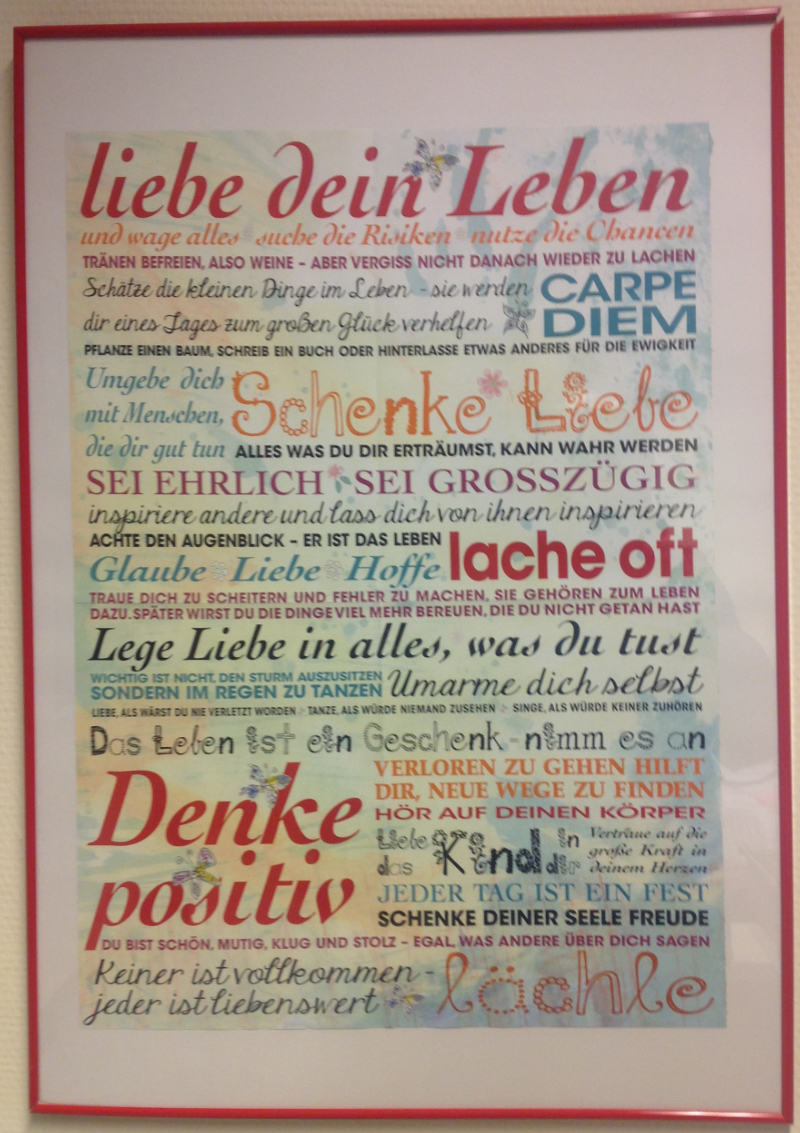 liebe dein Leben
und wage alles suche die Risiken nutze die Chancen
TRÄNEN BEFREIEN, ALSO WEINE – ABER VERGISS NICHT DANACH WIEDER ZU LACHEN
Schätze die kleinen Dinge im Leben - sie werden
dir eines Tages zum großen Glück verhelfen
CARPE
DIEM
PFLANZE EINEN BAUM, SCHREIB EIN BUCH ODER HINTERLASSE ETWAS ANDERES FÜR DIE EWIGKEIT
Umgebe dich
mit Menschen,
die dir gut tun
Schenke Liebe
ALLES WAS DU DIR ERTRÄUMST, KANN WAHR WERDEN
SEI EHRLICH SEI GROSSZÜGIG
inspiriere andere und lass dich von ihnen inspirieren
ACHTE DEN AUGENBLICK – ER IST DAS LEBEN
Glaube Liebe Hoffe
lache oft
TRAUE DICH ZU SCHEITERN UND FEHLER ZU MACHEN, SIE GEHÖREN ZUM LEBEN
DAZU. SPÄTER WIRST DU DIE DINGE VIEL MEHR BEREUEN, DIE DU NICHT GETAN HAST
Lege Liebe in alles, was du tust
WICHTIG IST NICHT, DEN STURM AUSZUSITZEN
SONDERN IM REGEN ZU TANZEN
Umarme dich selbst
LIEBE, ALS WÄRST DU NIE VERLETZT WORDEN TANZE, ALS WÜRDE NIEMAND ZUSEHEN SINGE, ALS WÜRDE KEINER ZUHÖREN
Das Leben ist ein Geschenk - nimm es an
Denke
positiv
VERLOREN ZU GEHEN HILFT
DIR, NEUE WEGE ZU FINDEN
HÖR AUF DEINEN KÖRPER
Liebe
das Kind in
dir
Vertraue auf die
große Kraft in
deinem Herzen
JEDER TAG IST EIN FEST
SCHENKE DEINER SEELE FREUDE
DU BIST SCHÖN, MUTIG, KLUG UND STOLZ – EGAL, WAS ANDERE ÜBER DICH SAGEN
Keiner ist vollkommen -
jeder ist liebenswert
lächle